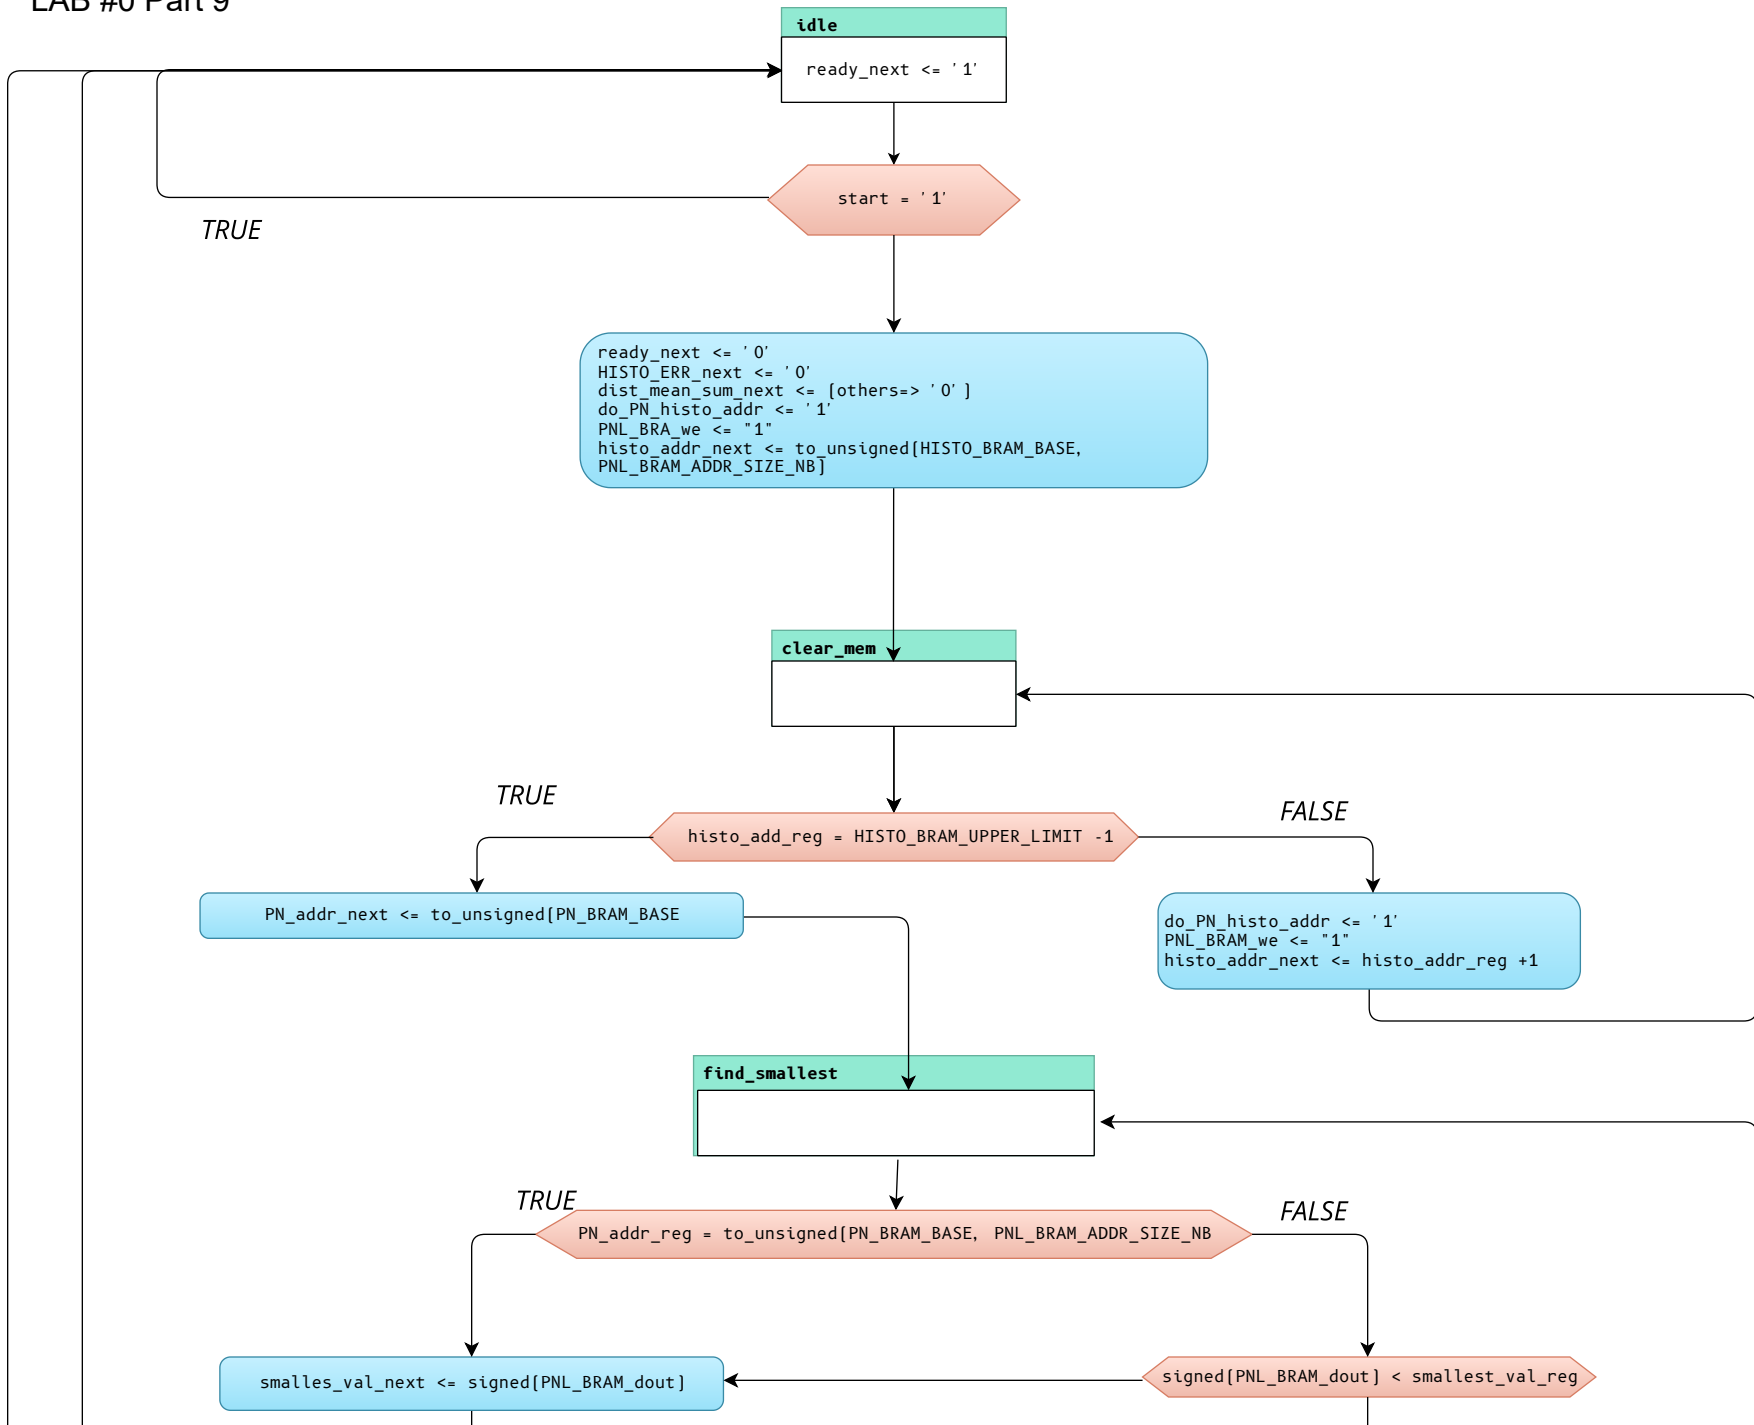 LAB #0 Part 9
idle
ready_next <= '1'
start = '1'
TRUE
ready_next <= '0'
HISTO_ERR_next <= '0'
dist_mean_sum_next <= [others=> '0']
do_PN_histo_addr <= '1'
PNL_BRA_we <= "1"
histo_addr_next <= to_unsigned[HISTO_BRAM_BASE,
PNL_BRAM_ADDR_SIZE_NB]
clear_mem
TRUE
FALSE
histo_add_reg = HISTO_BRAM_UPPER_LIMIT -1
PN_addr_next <= to_unsigned[PN_BRAM_BASE
do_PN_histo_addr <= '1'
PNL_BRAM_we <= "1"
histo_addr_next <= histo_addr_reg +1
find_smallest
TRUE
FALSE
PN_addr_reg = to_unsigned[PN_BRAM_BASE, PNL_BRAM_ADDR_SIZE_NB
smalles_val_next <= signed[PNL_BRAM_dout]
signed[PNL_BRAM_dout] < smallest_val_reg